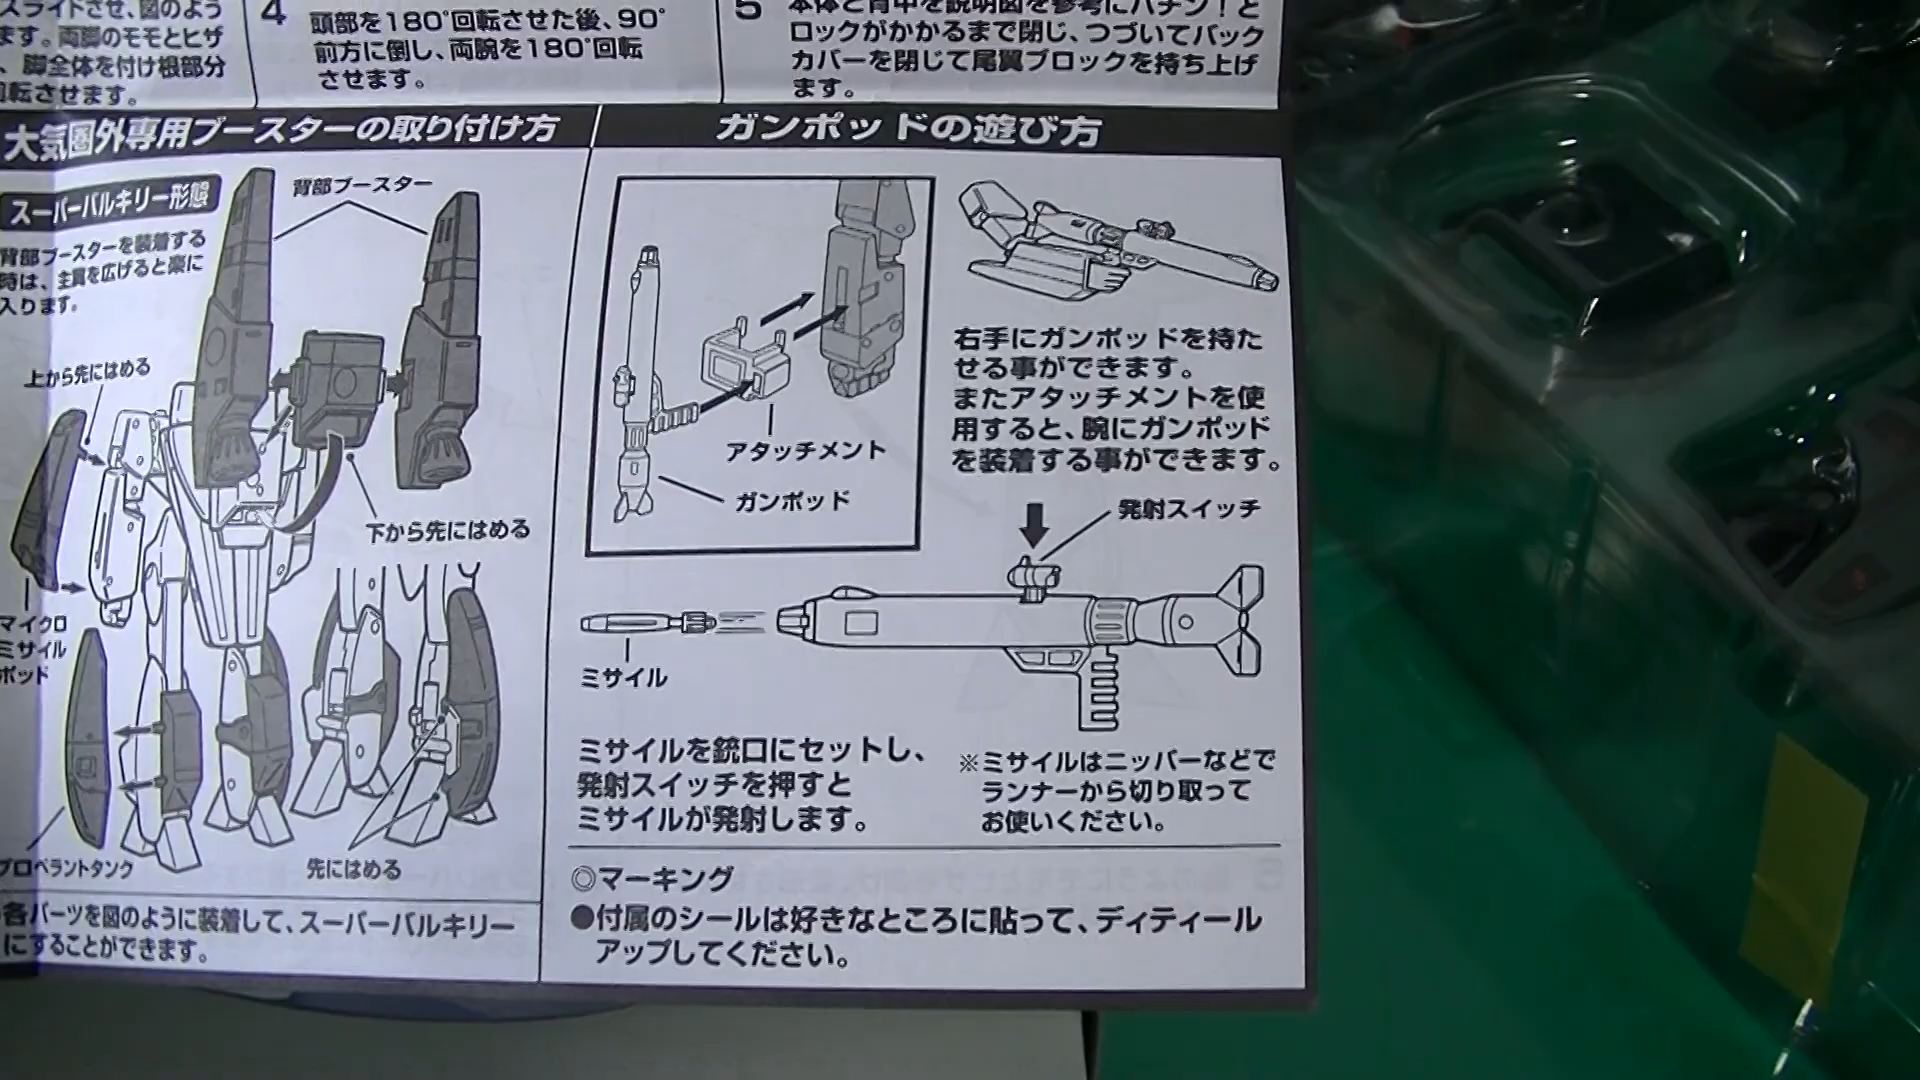 スライドさせ、図のよう
ます。両脚のモモとヒザ
、脚全体を付け根部分
回転させます。
4
頭部を180°回転させた後、90°
前方に倒し、両腕を180°回転
させます。
5
本体と背中を説明図を参考にパチン！と
ロックがかかるまで閉じ、つづいてバック
カバーを閉じて尾翼ブロックを持ち上げ
ます。
大気圏外専用ブースターの取り付け方
スーパーバルキリー形態
背部ブースターを装着する
時は、主翼を広げると楽に
入ります。
背部ブースター
上から先にはめる
下から先にはめる
マイクロ
ミサイル
ポッド
プロペラントタンク
先にはめる
各パーツを図のように装着して、スーパーバルキリー
にすることができます。
ガンポッドの遊び方
アタッチメント
ガンポッド
右手にガンポッドを持た
せる事ができます。
またアタッチメントを使
用すると、腕にガンポッド
を装着する事ができます。
発射スイッチ
ミサイル
ミサイルを銃口にセットし、
発射スイッチを押すと
ミサイルが発射します。
※ミサイルはニッパーなどで
ランナーから切り取って
お使いください。
◎マーキング
●付属のシールは好きなところに貼って、ディティール
アップしてください。